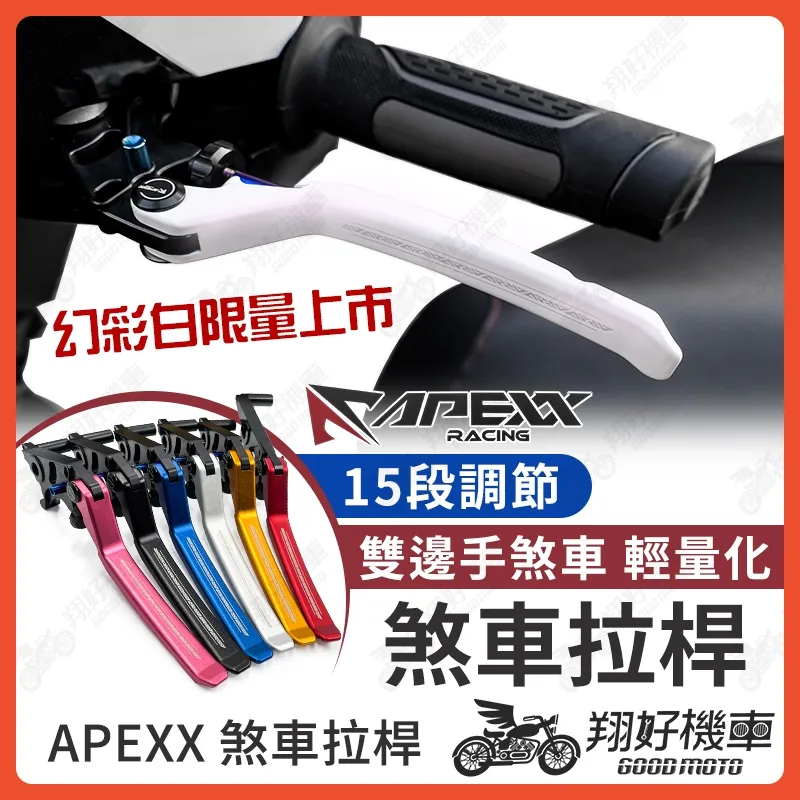 幻彩白限量上市
APEXX
RACING
15段調節
雙邊手煞車 輕量化
煞車拉桿
APEXX 煞車拉桿
翔好機車
GOOD MOTO